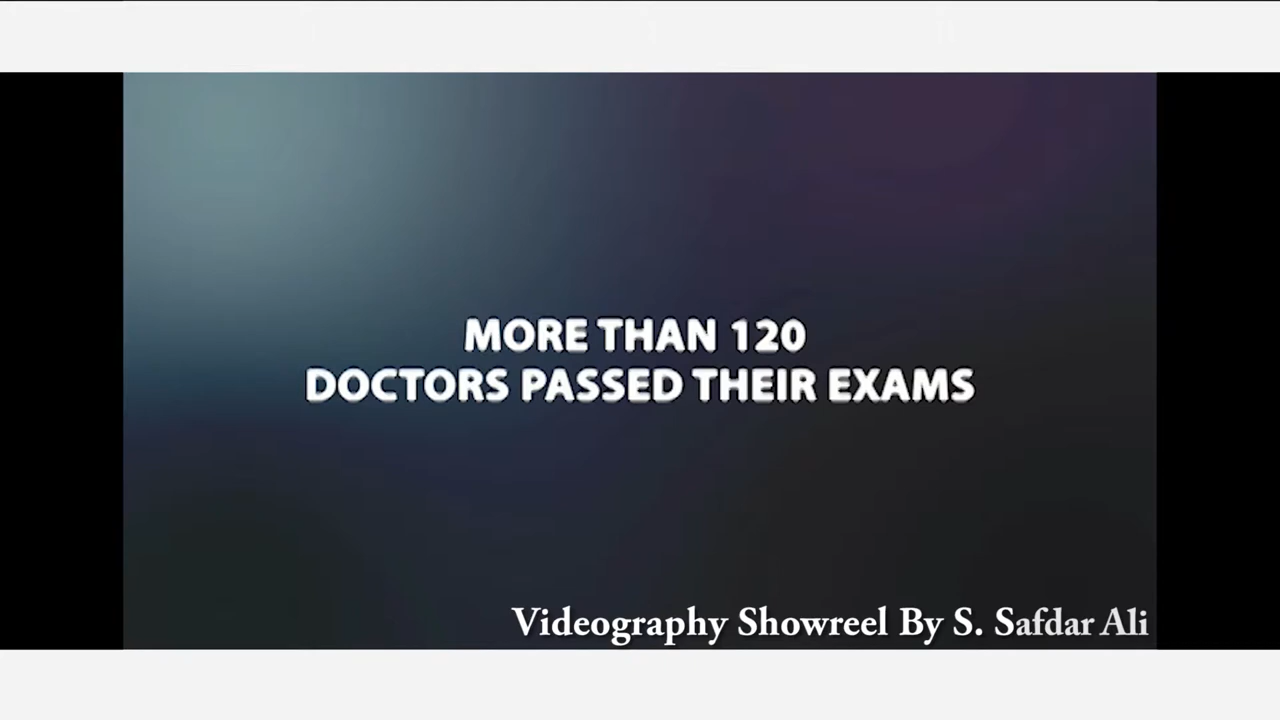 MORE THAN 120
DOCTORS PASSED THEIR EXAMS
Videography Showreel By S. Safdar Ali